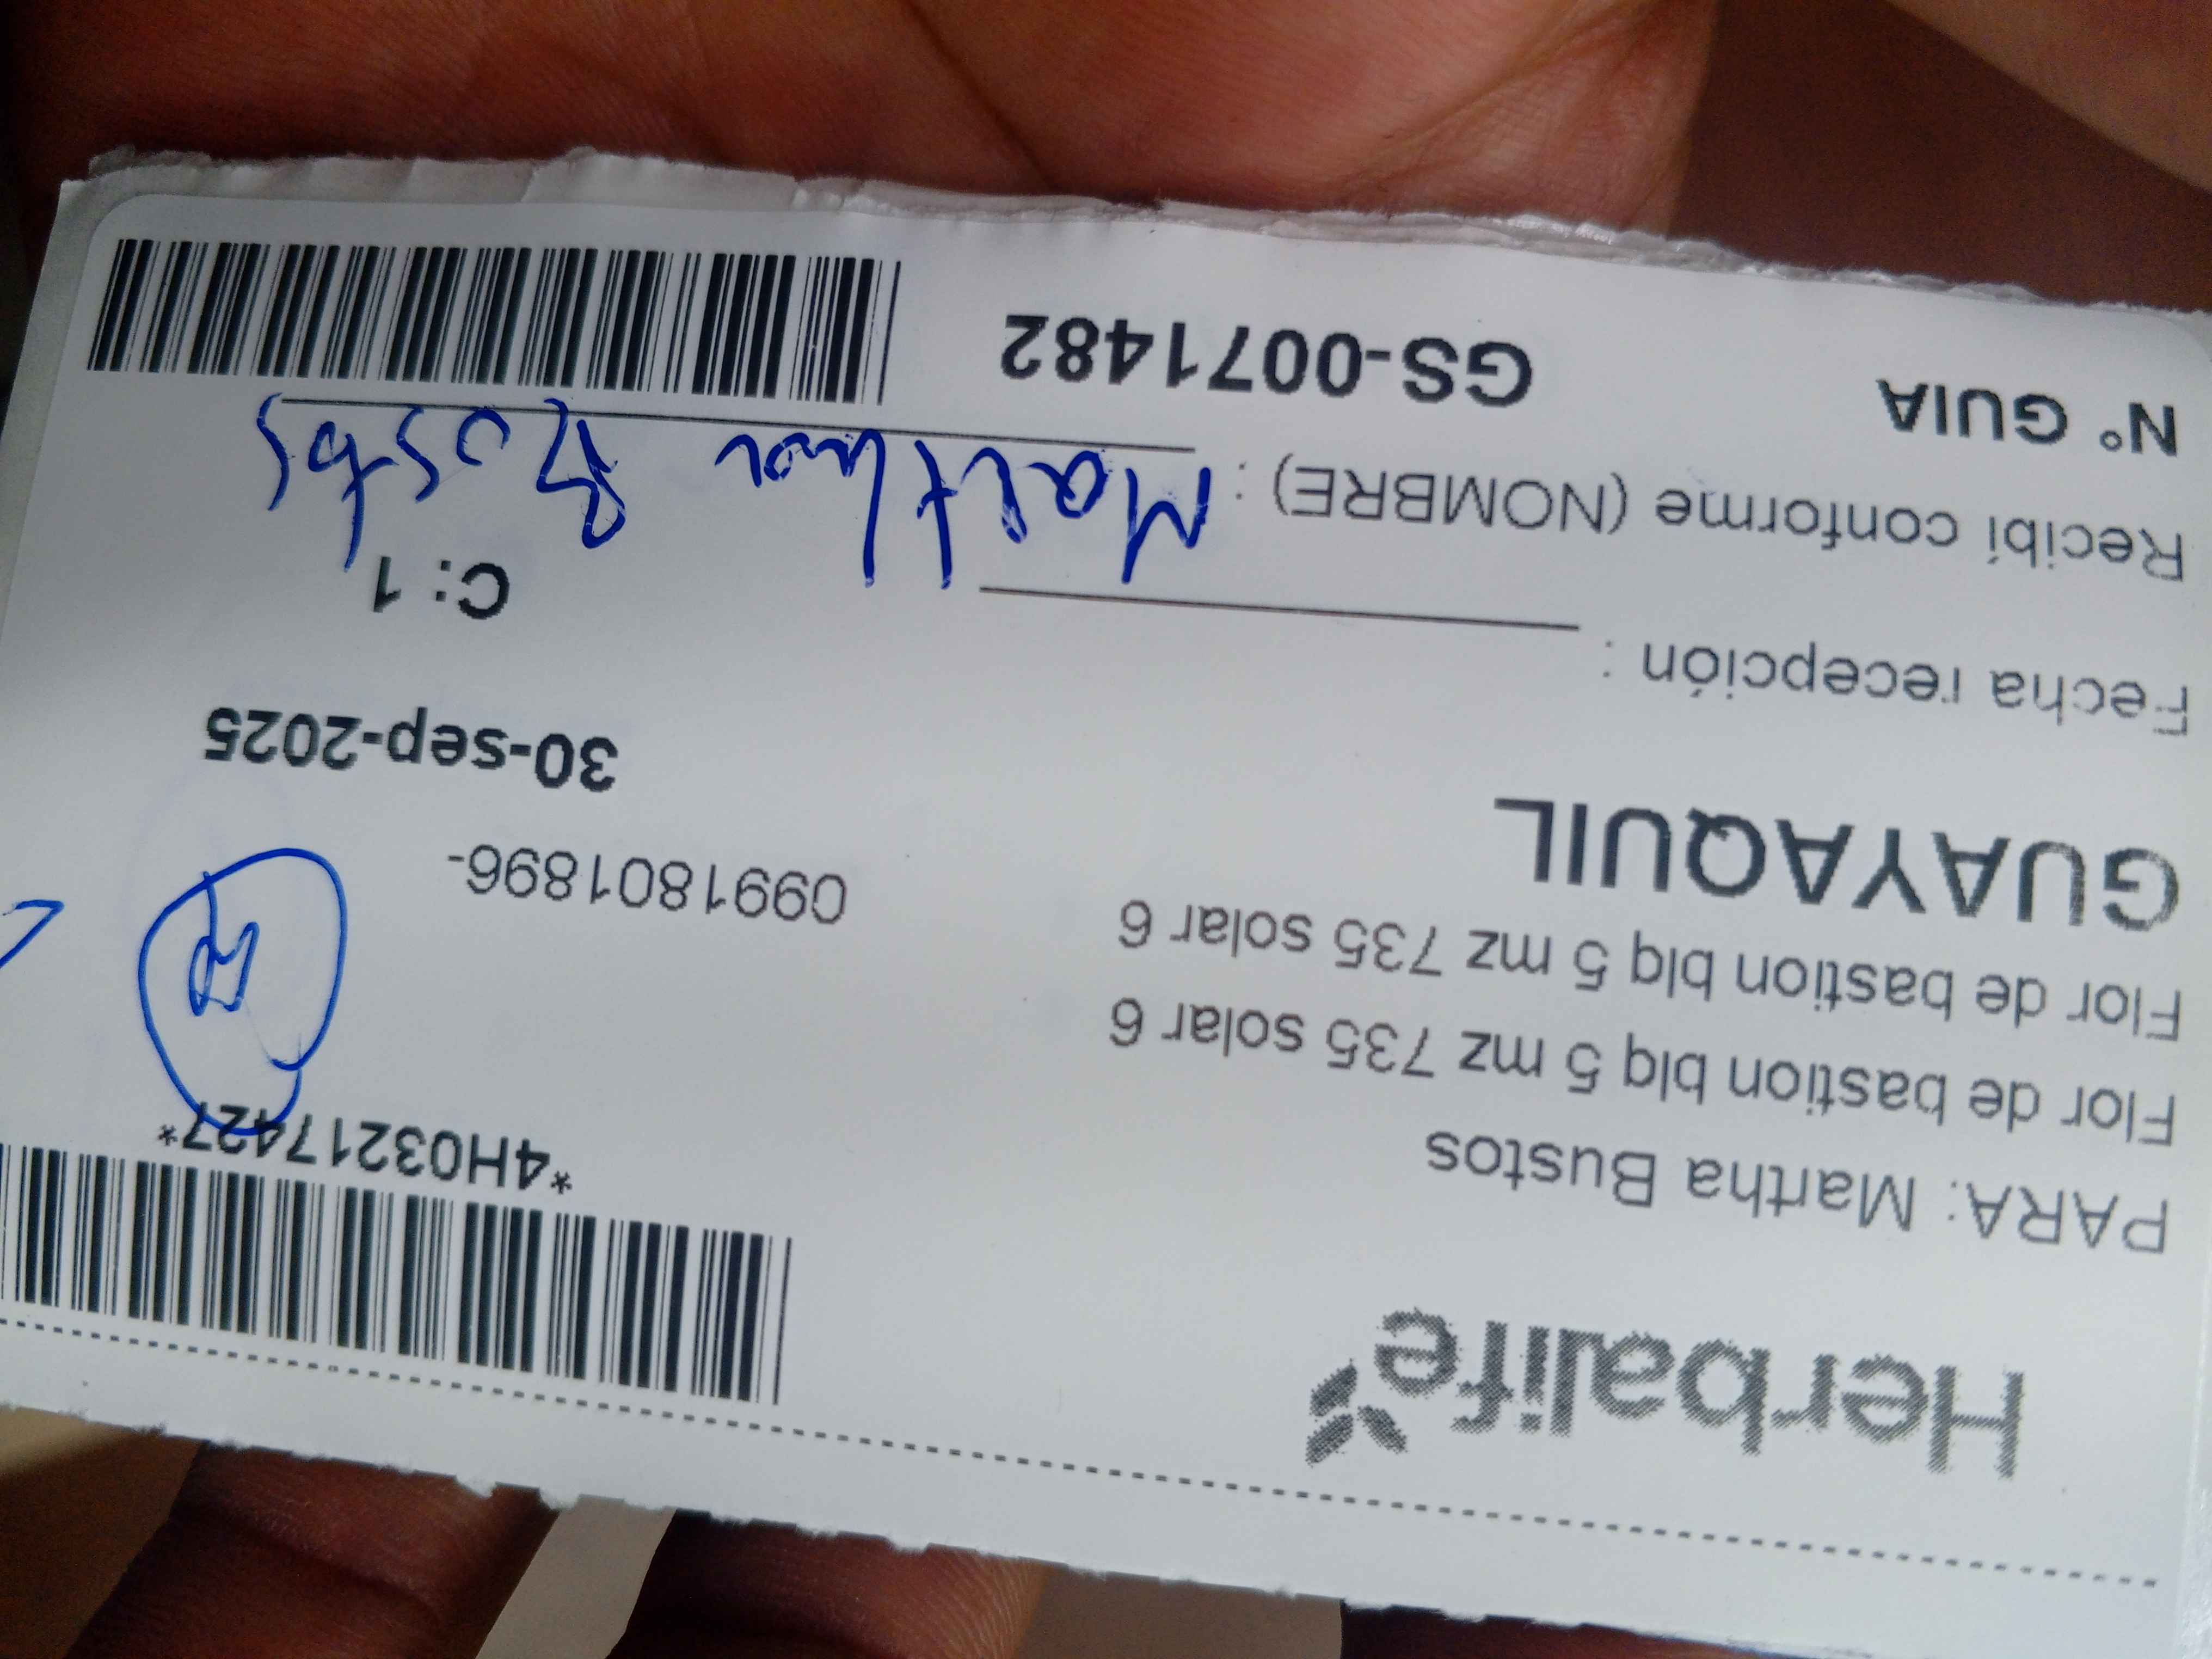 Herbalife
*4H03217427*
PARA: Martha Bustos
Flor de bastion blq 5 mz 735 solar 6
Flor de bastion blq 5 mz 735 solar 6
0991801896-
GUAYAQUIL
30-sep-2025
Fecha recepción :
C: 1
Recibí conforme (NOMBRE) : Martha
N° GUIA GS-0071482